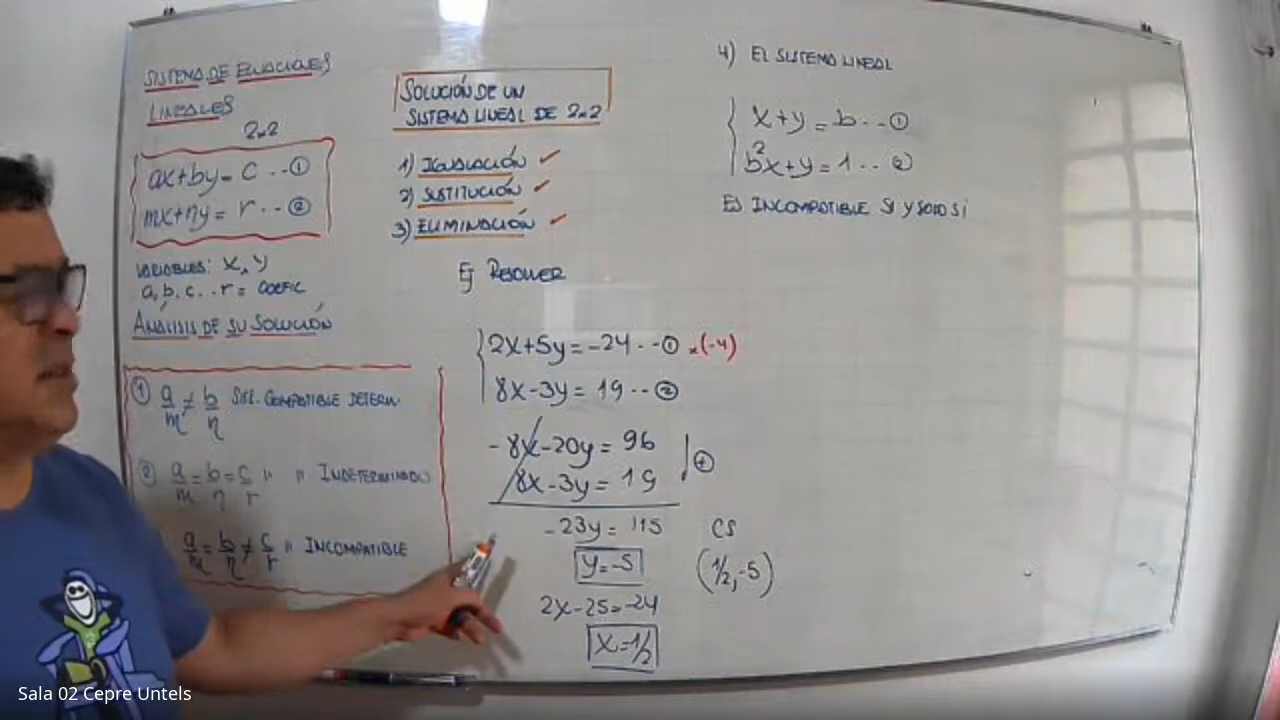 SISTEMA DE ECUACIONES
LINEALES
2x2
ax+by= c ...①
mx+ny= r ...②
VARIABLES: x, y
a, b, c...r = COEFIC
ANÁLISIS DE SU SOLUCIÓN
① a/m ≠ b/n SIST. COMPATIBLE DETERM.
② a/m = b/n = c/r " " INDETERMINADO
a/m = b/n ≠ c/r " INCOMPATIBLE
SOLUCIÓN DE UN
SISTEMA LINEAL DE 2x2
1) IGUALACIÓN ✓
2) SUSTITUCIÓN ✓
3) ELIMINACIÓN ✓
Ej RESOLVER
2x+5y=-24 ...① x(-4)
8x-3y= 19 ...②
-8x-20y= 96
8x-3y= 19 (+)
-23y= 115
y=-5
2x-25=-24
x=1/2
CS
(1/2,-5)
4) EL SISTEMA LINEAL
x+y= b ...①
b²x+y= 1 ...②
ES INCOMPATIBLE SI Y SOLO SI
Sala 02 Cepre Untels